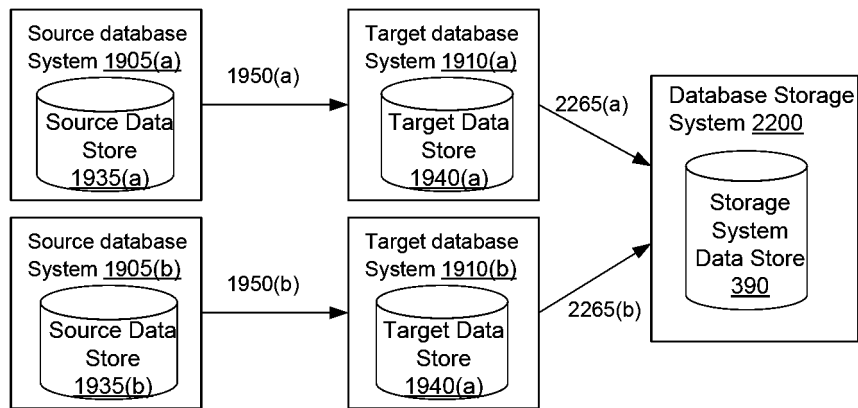 Source database
System 1905(a)
Source Data
Store
1935(a)
1950(a)
Target database
System 1910(a)
Target Data
Store
1940(a)
2265(a)
Source database
System 1905(b)
Source Data
Store
1935(b)
1950(b)
Target database
System 1910(b)
Target Data
Store
1940(a)
2265(b)
Database Storage
System 2200
Storage
System
Data Store
390